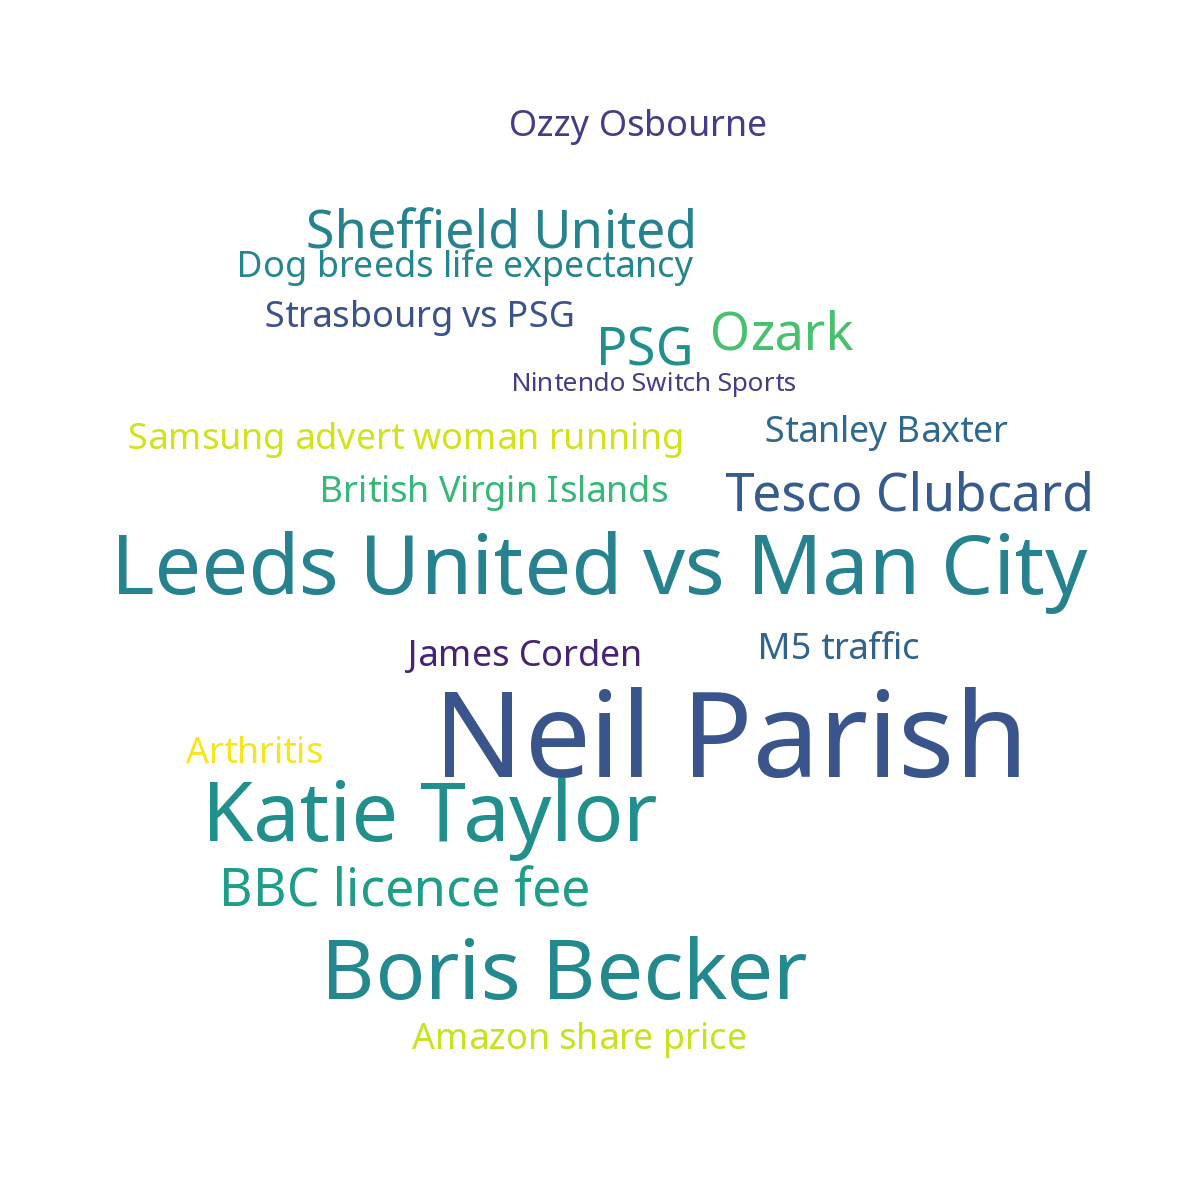 Ozzy Osbourne
Sheffield United
Dog breeds life expectancy
Strasbourg vs PSG
PSG
Ozark
Nintendo Switch Sports
Samsung advert woman running
Stanley Baxter
British Virgin Islands
Tesco Clubcard
Leeds United vs Man City
James Corden
M5 traffic
Neil Parish
Arthritis
Katie Taylor
BBC licence fee
Boris Becker
Amazon share price